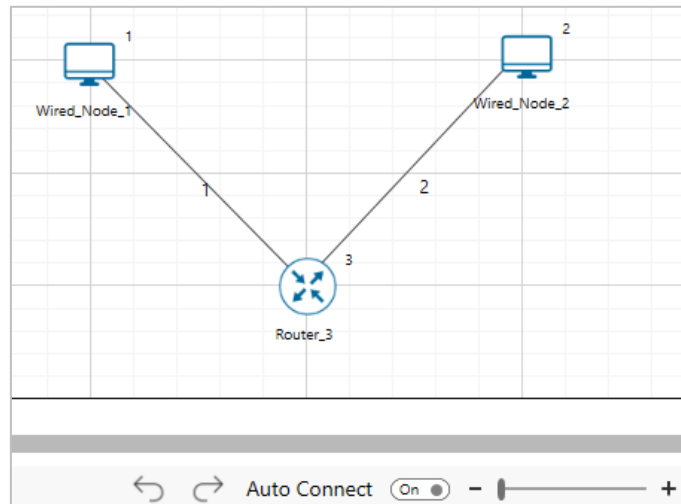 1
2
Wired_Node_1
Wired_Node_2
1
2
3
Router_3
Auto Connect On